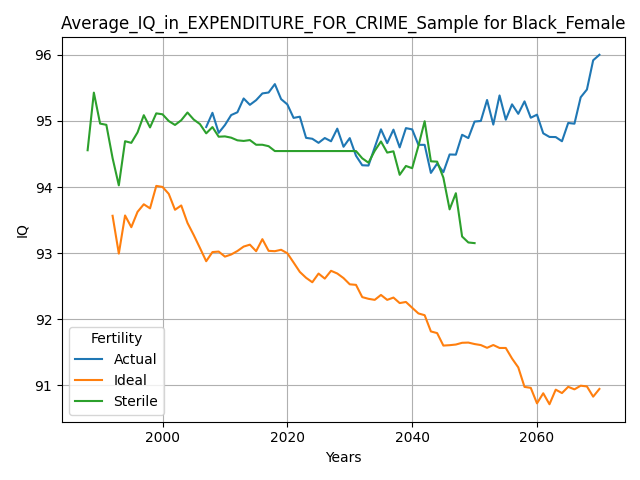 Average_IQ_in_EXPENDITURE_FOR_CRIME_Sample for Black_Female
96
95
94
93
92
91
IQ
Fertility
Actual
Ideal
Sterile
2000
2020
2040
2060
Years